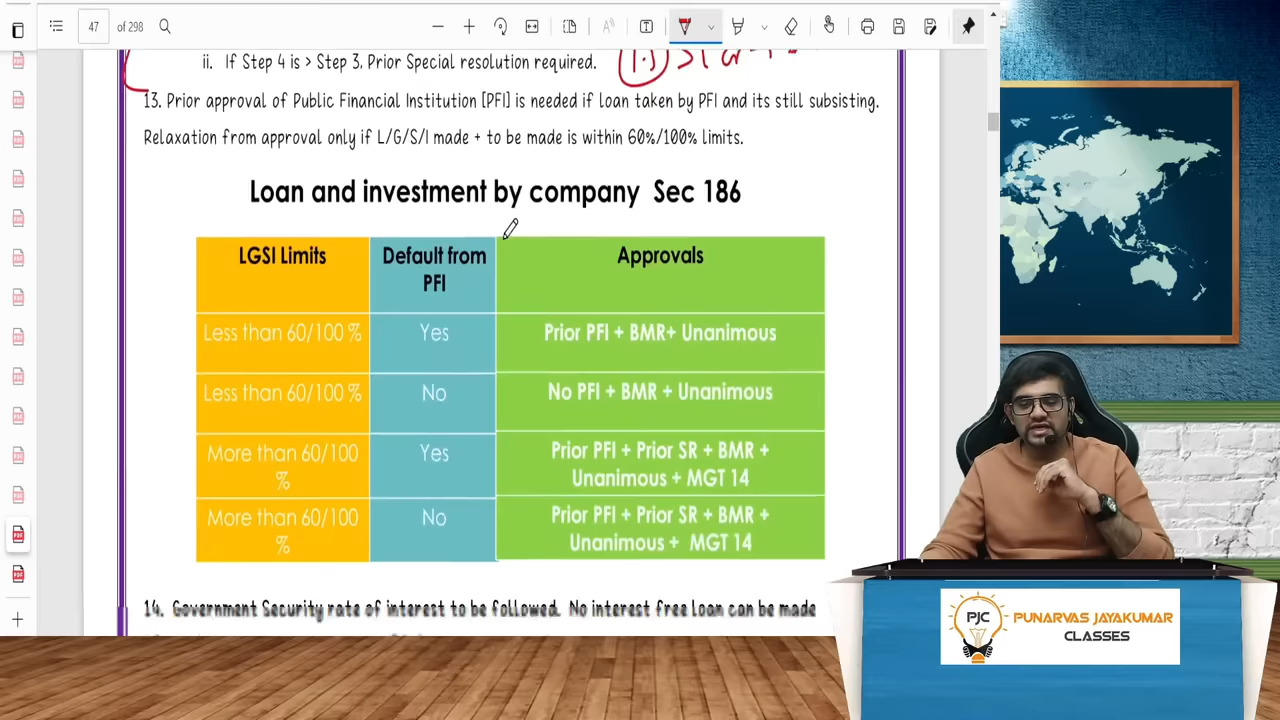 47 of 298
ii. If Step 4 is > Step 3, Prior Special resolution required.
13. Prior approval of Public Financial Institution [PFI] is needed if loan taken by PFI and its still subsisting.
Relaxation from approval only if L/G/S/I made + to be made is within 60%/100% limits.
Loan and investment by company Sec 186
LGSI Limits Default from PFI Approvals
Less than 60/100 % Yes Prior PFI + BMR+ Unanimous
Less than 60/100 % No No PFI + BMR + Unanimous
More than 60/100 % Yes Prior PFI + Prior SR + BMR + Unanimous + MGT 14
More than 60/100 % No Prior PFI + Prior SR + BMR + Unanimous + MGT 14
14. Government Security rate of interest to be followed. No interest free loan can be made
PJC PUNARVAS JAYAKUMAR
CLASSES